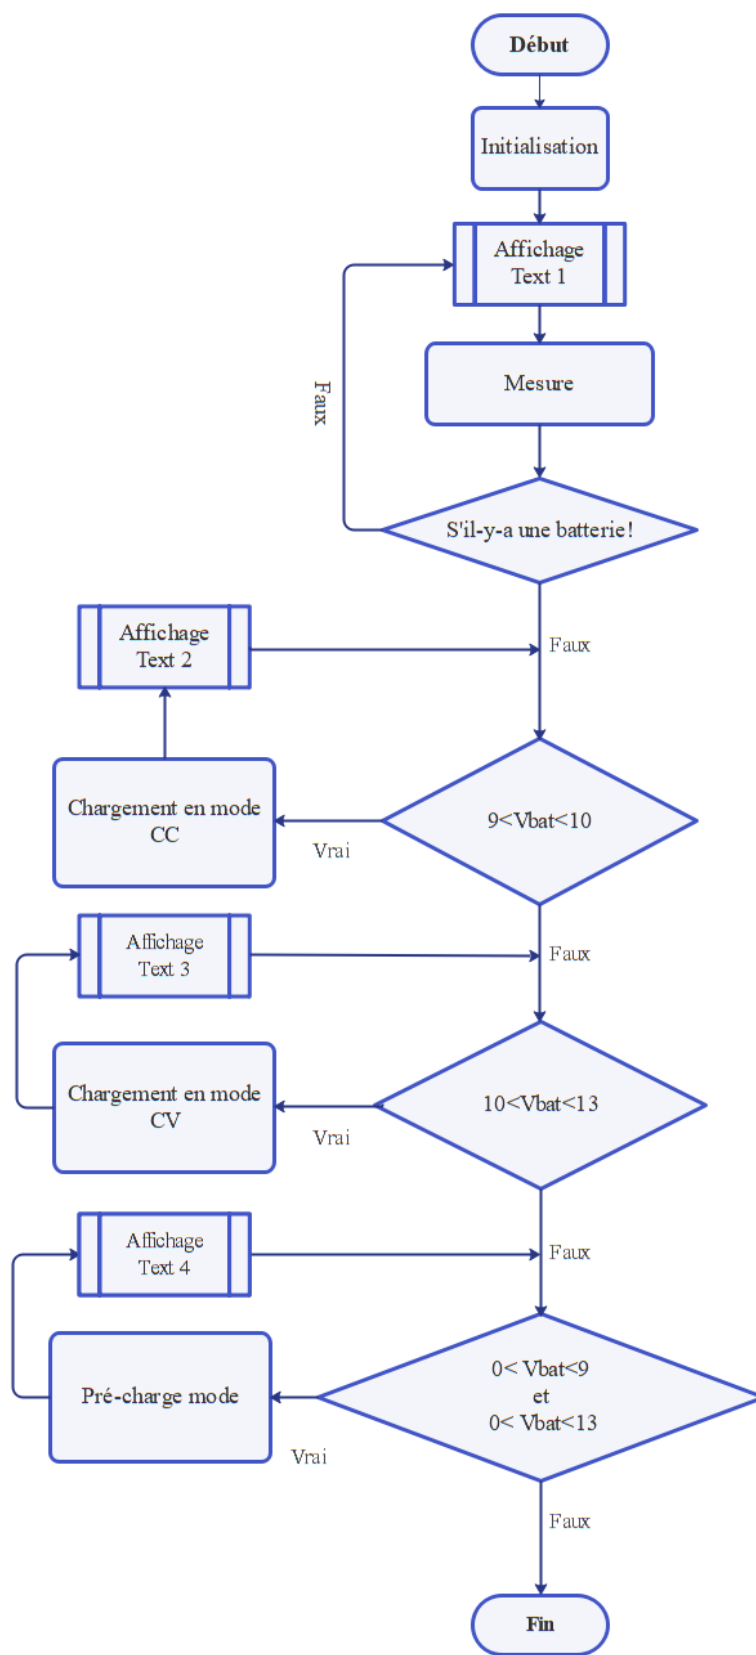 Début
Initialisation
Affichage
Text 1
Mesure
Faux
S'il-y-a une batterie!
Affichage
Text 2
Faux
Chargement en mode
CC
Vrai
9<Vbat<10
Affichage
Text 3
Faux
Chargement en mode
CV
Vrai
10<Vbat<13
Affichage
Text 4
Faux
Pré-charge mode
Vrai
0< Vbat<9
et
0< Vbat<13
Faux
Fin